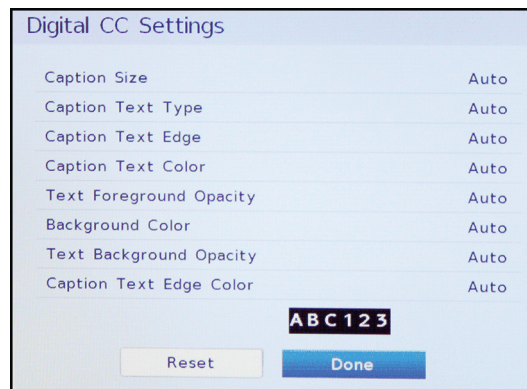 Digital CC Settings
Caption Size Auto
Caption Text Type Auto
Caption Text Edge Auto
Caption Text Color Auto
Text Foreground Opacity Auto
Background Color Auto
Text Background Opacity Auto
Caption Text Edge Color Auto
ABC123
Reset Done